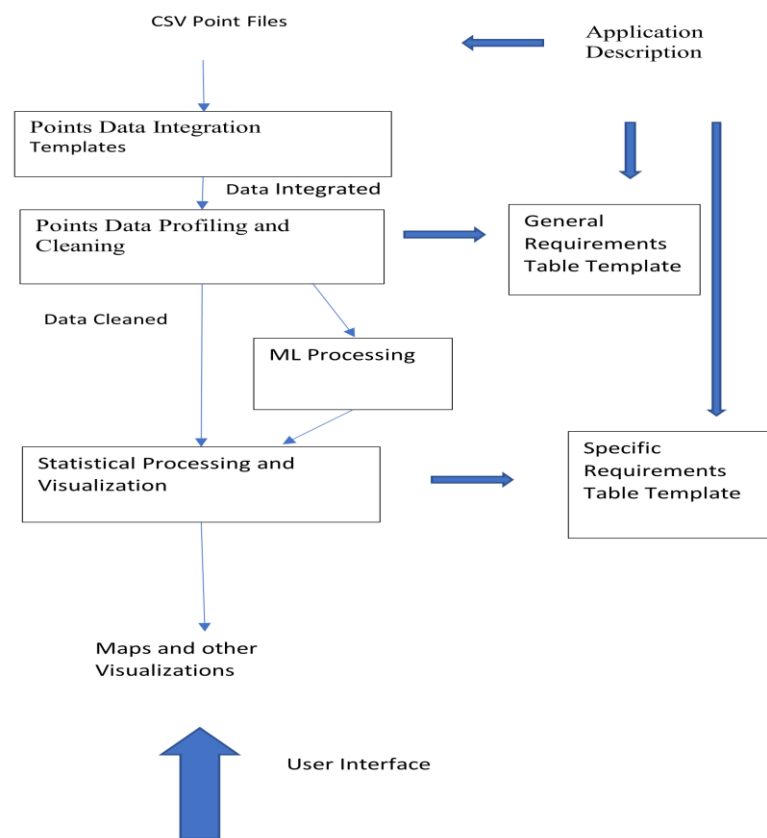 CSV Point Files
Application
Description
Points Data Integration
Templates
Data Integrated
Points Data Profiling and
Cleaning
General
Requirements
Table Template
Data Cleaned
ML Processing
Statistical Processing and
Visualization
Specific
Requirements
Table Template
Maps and other
Visualizations
User Interface